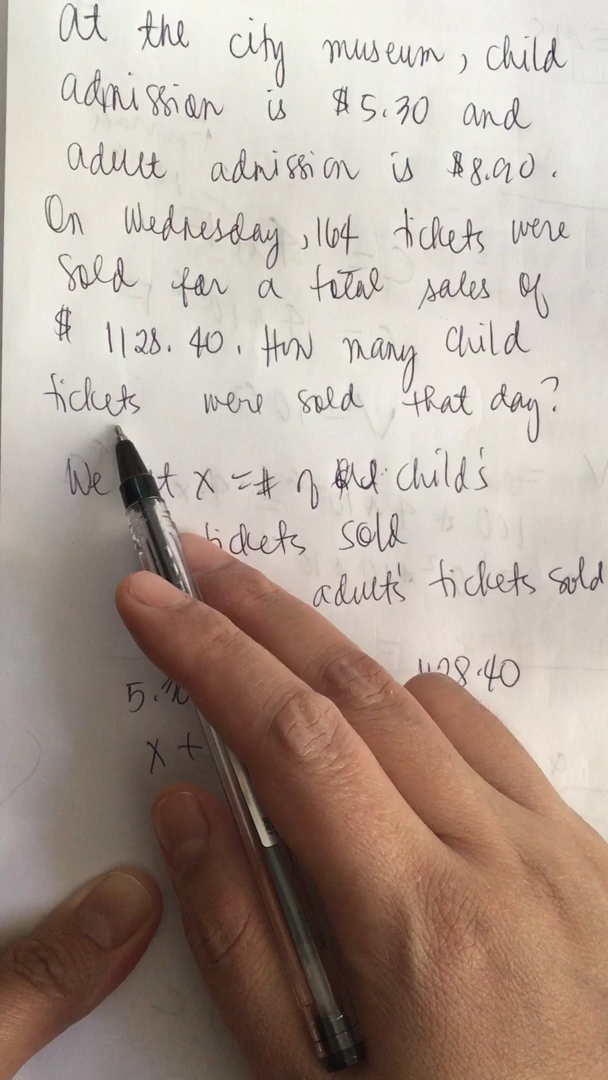 at the city museum, child
admission is $5.30 and
adult admission is $8.90.
On Wednesday, 164 tickets were
sold for a total sales of
$ 1128.40. How many child
tickets were sold that day?
We x = # of child's
tickets sold
adults' tickets sold
5. 1128.40
x +